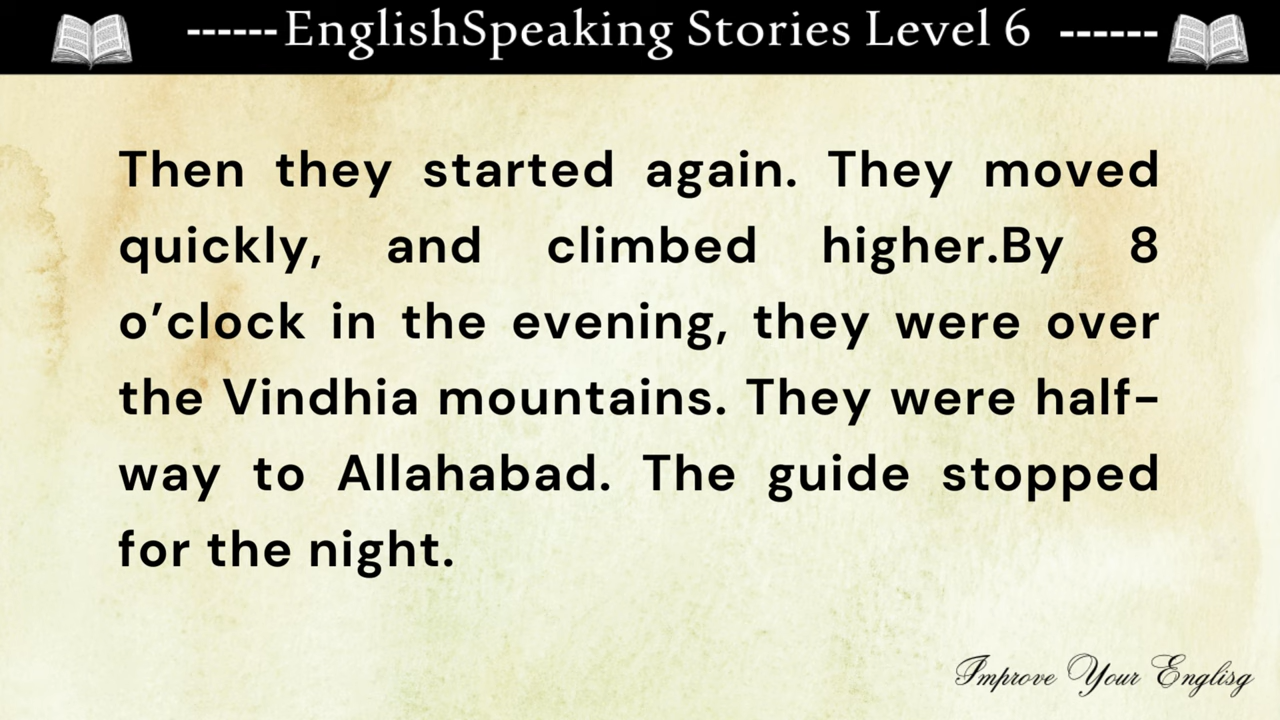 ------EnglishSpeaking Stories Level 6 ------
Then they started again. They moved
quickly, and climbed higher.By 8
o’clock in the evening, they were over
the Vindhia mountains. They were half-
way to Allahabad. The guide stopped
for the night.
Improve Your Englisg